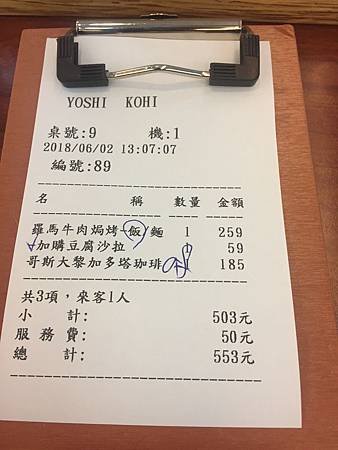 YOSHI KOHI
桌號:9 機:1
2018/06/02 13:07:07
編號:89
名 稱 數量 金額
羅馬牛肉焗烤-飯/麵 1 259
加購豆腐沙拉 1 59
哥斯大黎加多塔珈琲 185
共3項，來客1人
小 計: 503元
服 務 費: 50元
總 計: 553元